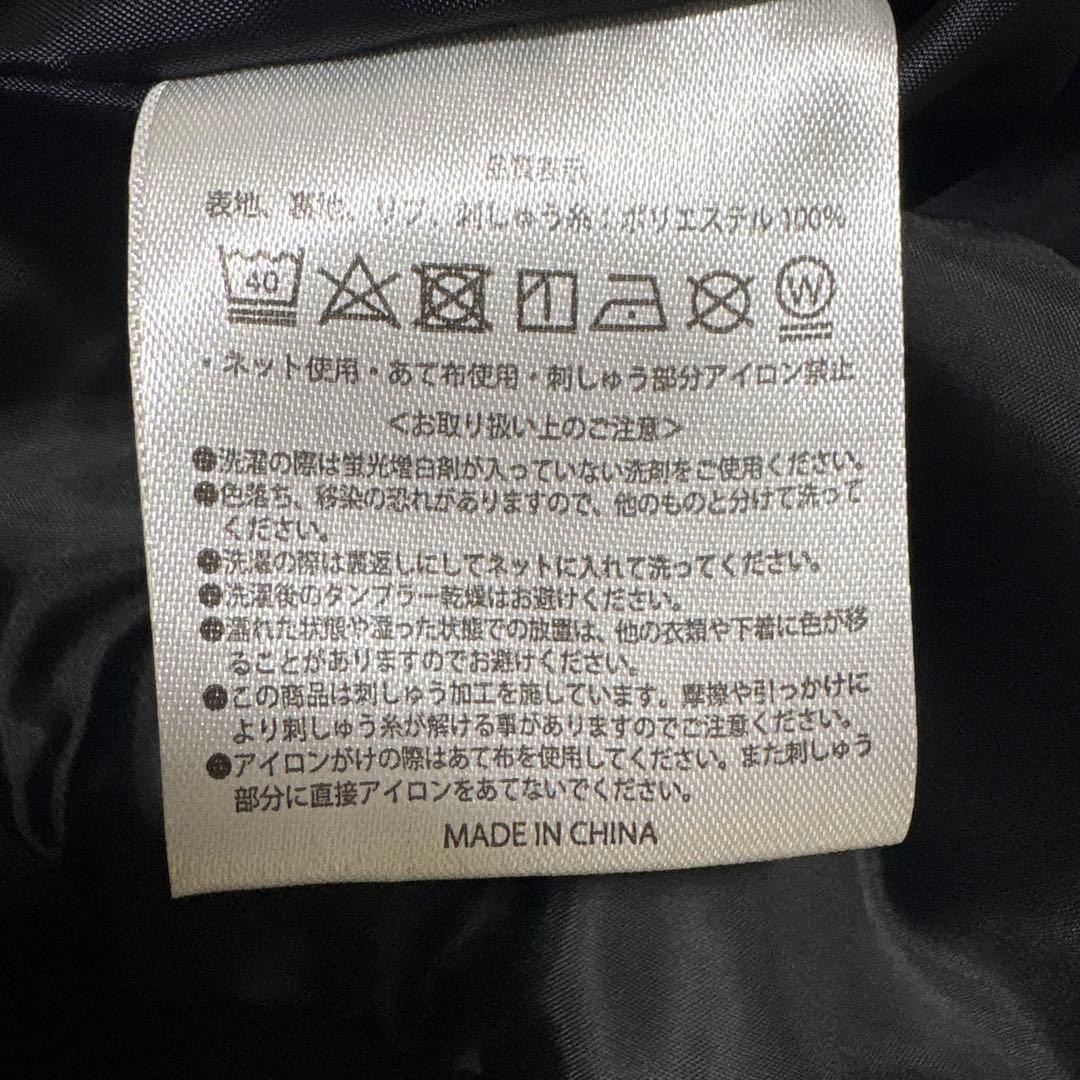 品質表示
表地、裏地、リブ、刺しゅう糸：ポリエステル100%
40 W
・ネット使用・あて布使用・刺しゅう部分アイロン禁止
<お取り扱い上のご注意>
●洗濯の際は蛍光増白剤が入っていない洗剤をご使用ください。
●色落ち、移染の恐れがありますので、他のものと分けて洗って
ください。
●洗濯の際は裏返しにしてネットに入れて洗ってください。
●洗濯後のタンブラー乾燥はお避けください。
●濡れた状態や湿った状態での放置は、他の衣類や下着に色が移
ることがありますのでお避けください。
●この商品は刺しゅう加工を施しています。摩擦や引っかけに
より刺しゅう糸が解ける事がありますのでご注意ください。
●アイロンがけの際はあて布を使用してください。また刺しゅう
部分に直接アイロンをあてないでください。
MADE IN CHINA